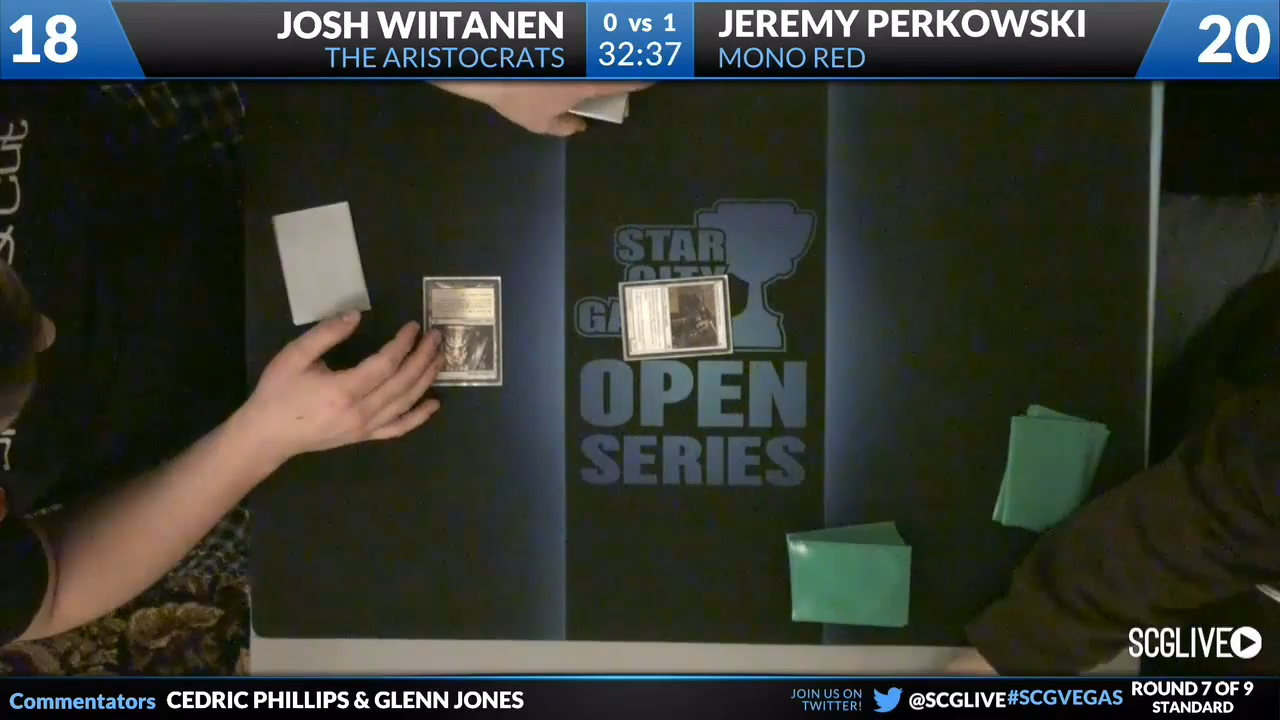 18
JOSH WIITANEN
THE ARISTOCRATS
0 vs 1
32:37
JEREMY PERKOWSKI
MONO RED
20
STAR
CITY
GA
OPEN
SERIES
SCGLIVE
Commentators CEDRIC PHILLIPS & GLENN JONES
JOIN US ON
TWITTER!
@SCGLIVE #SCGVEGAS
ROUND 7 OF 9
STANDARD